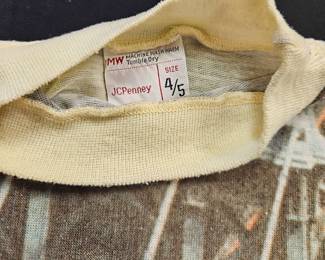 MW MACHINE WASH WARM
Tumble Dry
JCPenney
SIZE
4/5